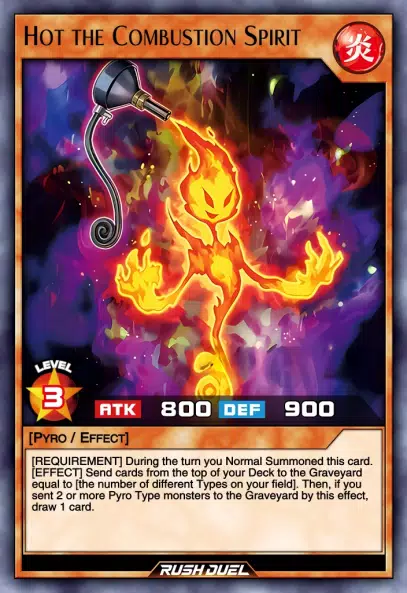 HOT THE COMBUSTION SPIRIT
炎
LEVEL
3
ATK 800 DEF 900
[PYRO / EFFECT]
[REQUIREMENT] During the turn you Normal Summoned this card.
[EFFECT] Send cards from the top of your Deck to the Graveyard
equal to [the number of different Types on your field]. Then, if you
sent 2 or more Pyro Type monsters to the Graveyard by this effect,
draw 1 card.
RUSH DUEL